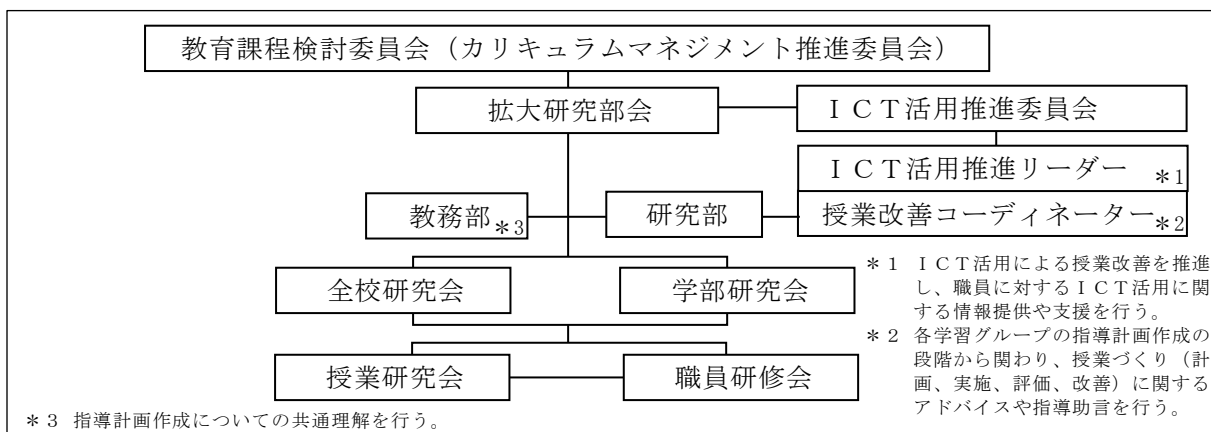 教育課程検討委員会（カリキュラムマネジメント推進委員会）
拡大研究部会
ＩＣＴ活用推進委員会
ＩＣＴ活用推進リーダー ＊1
教務部＊3
研究部
授業改善コーディネーター＊2
全校研究会
学部研究会
授業研究会
職員研修会
＊１ ＩＣＴ活用による授業改善を推進
し、職員に対するＩＣＴ活用に関
する情報提供や支援を行う。
＊２ 各学習グループの指導計画作成の
段階から関わり、授業づくり（計
画、実施、評価、改善）に関する
アドバイスや指導助言を行う。
＊３ 指導計画作成についての共通理解を行う。